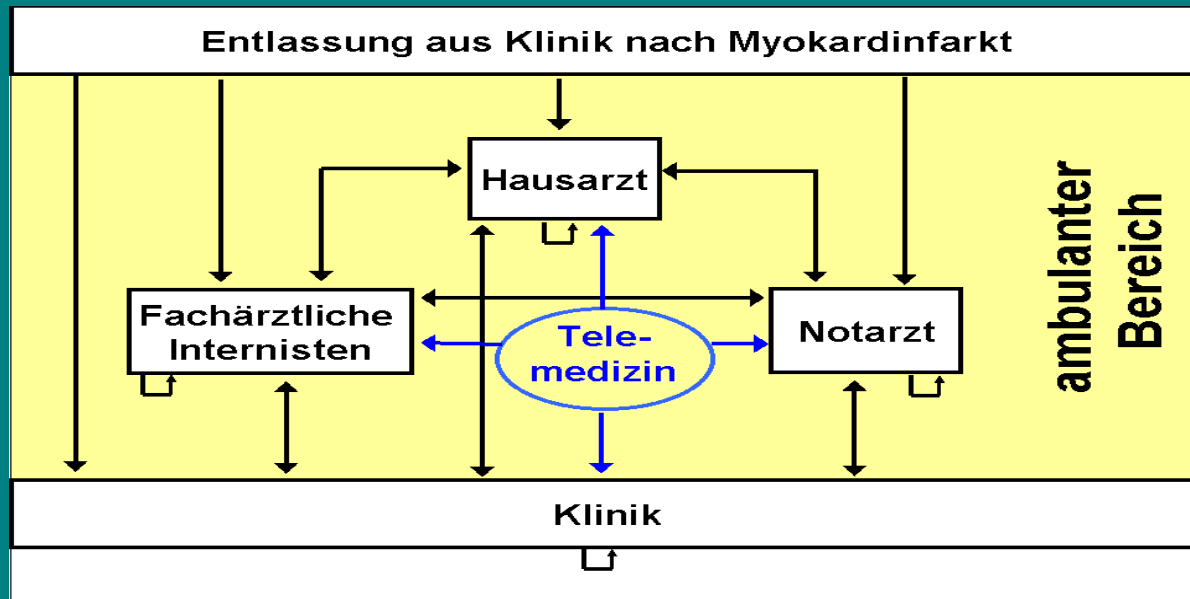 Entlassung aus Klinik nach Myokardinfarkt
Hausarzt
Fachärztliche
Internisten
Tele-
medizin
Notarzt
ambulanter
Bereich
Klinik